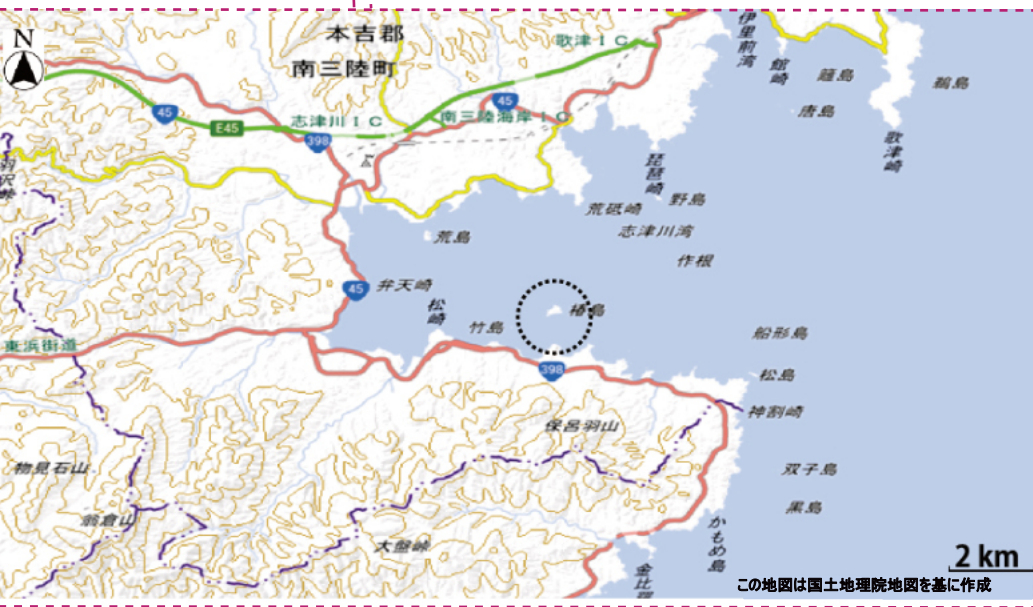 N
本吉郡
南三陸町
歌津IC
伊里前湾
館崎
籠島
唐島
鵜島
歌津崎
45
E45
志津川IC
398
45
南三陸海岸IC
琵琶崎
野島
荒砥崎
志津川湾
作根
荒島
45
弁天崎
松崎
竹島
椿島
船形島
東浜街道
398
松島
神割崎
保呂羽山
物見石山
双子島
黒島
翁倉山
大盤峠
かもめ島
2 km
この地図は国土地理院地図を基に作成